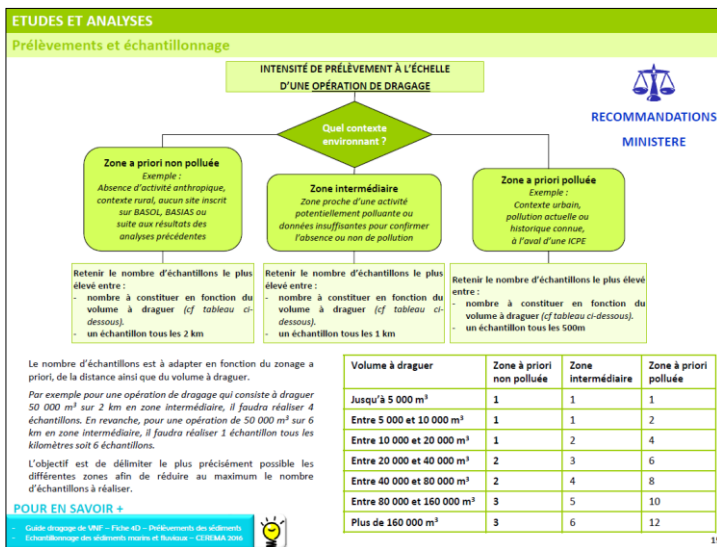 ETUDES ET ANALYSES
Prélèvements et échantillonnage
INTENSITÉ DE PRÉLÈVEMENT À L'ÉCHELLE
D'UNE OPÉRATION DE DRAGAGE
RECOMMANDATIONS
MINISTERE
Quel contexte
environnant ?
Zone a priori non polluée
Exemple :
Absence d'activité anthropique,
contexte rural, aucun site inscrit
sur BASOL, BASIAS ou
suite aux résultats des
analyses précédentes
Zone intermédiaire
Zone proche d'une activité
potentiellement polluante ou
données insuffisantes pour confirmer
l'absence ou non de pollution
Zone a priori polluée
Exemple :
Contexte urbain,
pollution actuelle ou
historique connue,
à l'aval d'une ICPE
Retenir le nombre d'échantillons le plus
élevé entre :
- nombre à constituer en fonction du
volume à draguer (cf tableau ci-
dessous).
- un échantillon tous les 2 km
Retenir le nombre d'échantillons le plus
élevé entre :
- nombre à constituer en fonction du
volume à draguer (cf tableau ci-
dessous).
- un échantillon tous les 1 km
Retenir le nombre d'échantillons le plus élevé
entre :
- nombre à constituer en fonction du
volume à draguer (cf tableau ci-dessous).
- un échantillon tous les 500m
Le nombre d'échantillons est à adapter en fonction du zonage a
priori, de la distance ainsi que du volume à draguer.
Par exemple pour une opération de dragage qui consiste à draguer
50 000 m³ sur 2 km en zone intermédiaire, il faudra réaliser 4
échantillons. En revanche, pour une opération de 50 000 m³ sur 6
km en zone intermédiaire, il faudra réaliser 1 échantillon tous les
kilomètres soit 6 échantillons.
L'objectif est de délimiter le plus précisément possible les
différentes zones afin de réduire au maximum le nombre
d'échantillons à réaliser.
POUR EN SAVOIR +
- Guide dragage de VNF – Fiche 4D – Prélèvements des sédiments
- Echantillonnage des sédiments marins et fluviaux – CEREMA 2016
Volume à draguer Zone à priori non polluée Zone intermédiaire Zone à priori polluée
Jusqu'à 5 000 m³ 1 1 1
Entre 5 000 et 10 000 m³ 1 1 2
Entre 10 000 et 20 000 m³ 1 2 4
Entre 20 000 et 40 000 m³ 2 3 6
Entre 40 000 et 80 000 m³ 2 4 8
Entre 80 000 et 160 000 m³ 3 5 10
Plus de 160 000 m³ 3 6 12